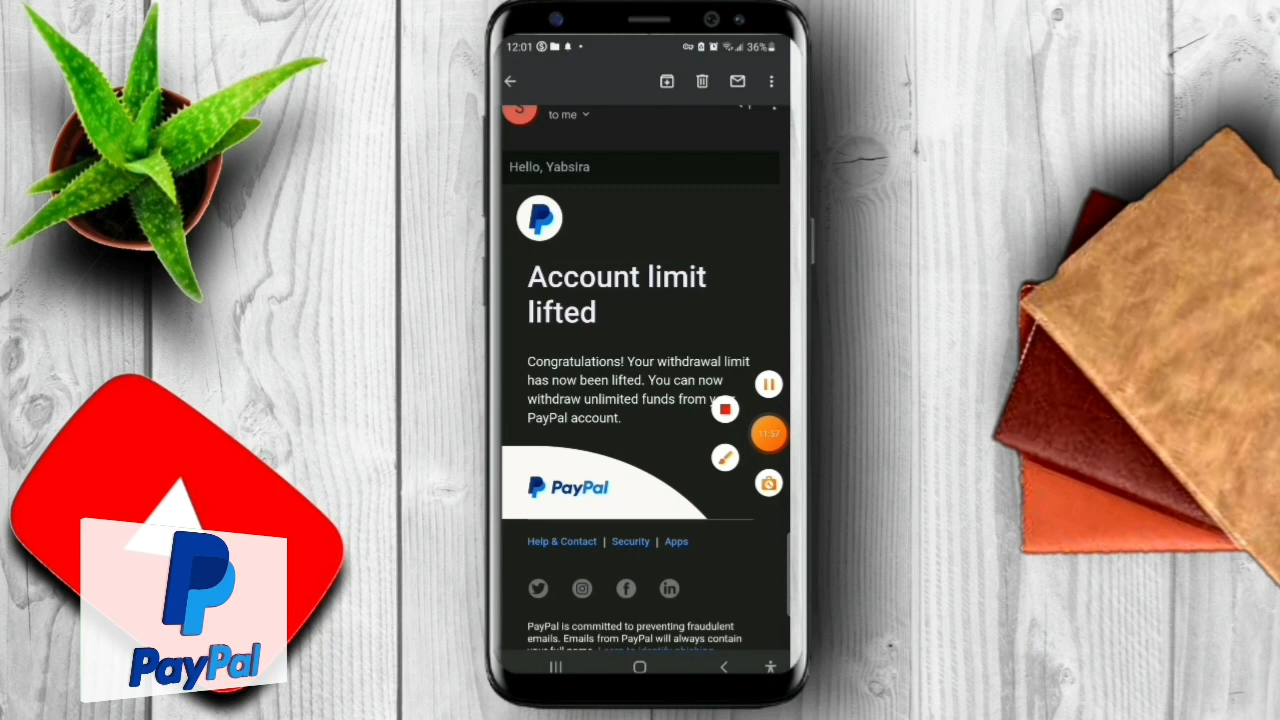 12:01
36%
S
to me
Hello, Yabsira
Account limit
lifted
Congratulations! Your withdrawal limit
has now been lifted. You can now
withdraw unlimited funds from
PayPal account.
11:57
PayPal
Help & Contact | Security | Apps
PayPal is committed to preventing fraudulent
emails. Emails from PayPal will always contain
PayPal